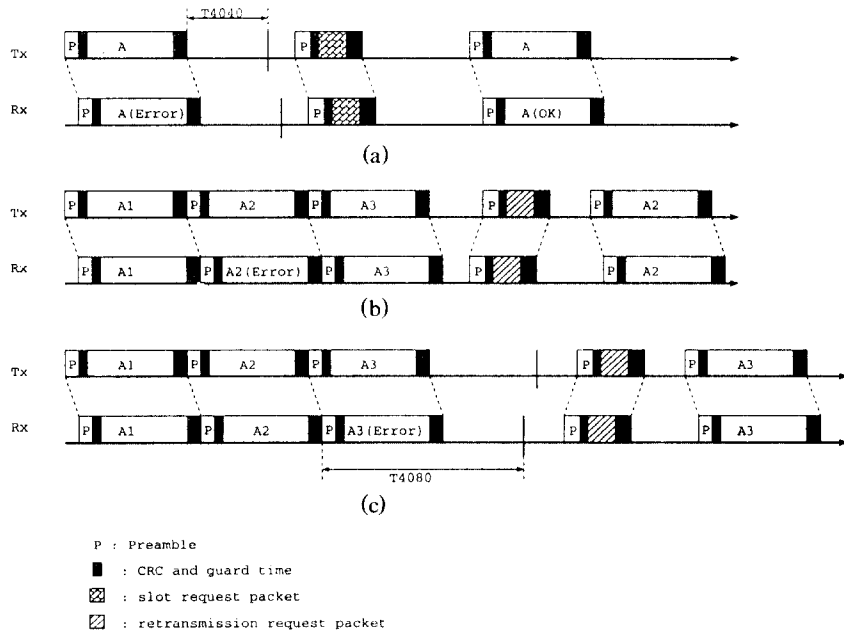 T4040
Tx P A P P A
Rx P A(Error) P P A(OK)
(a)
Tx P A1 P A2 P A3 P P A2
Rx P A1 P A2(Error) P A3 P P A2
(b)
Tx P A1 P A2 P A3 P P A3
Rx P A1 P A2 P A3(Error) P P A3
T4080
(c)
P : Preamble
: CRC and guard time
: slot request packet
: retransmission request packet